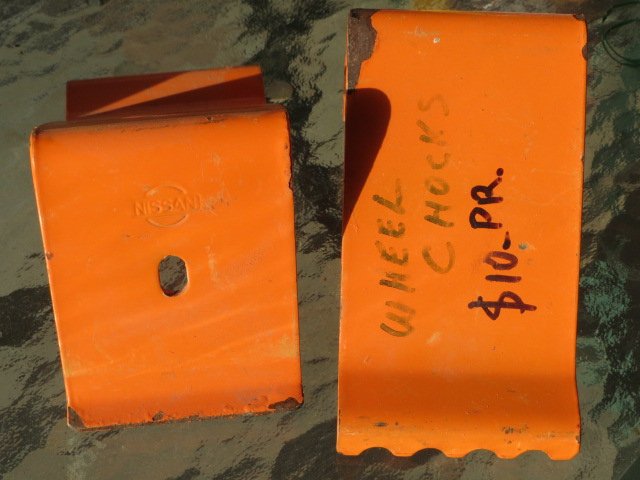 NISSAN
WHEEL
CHOCKS
$10-PR.